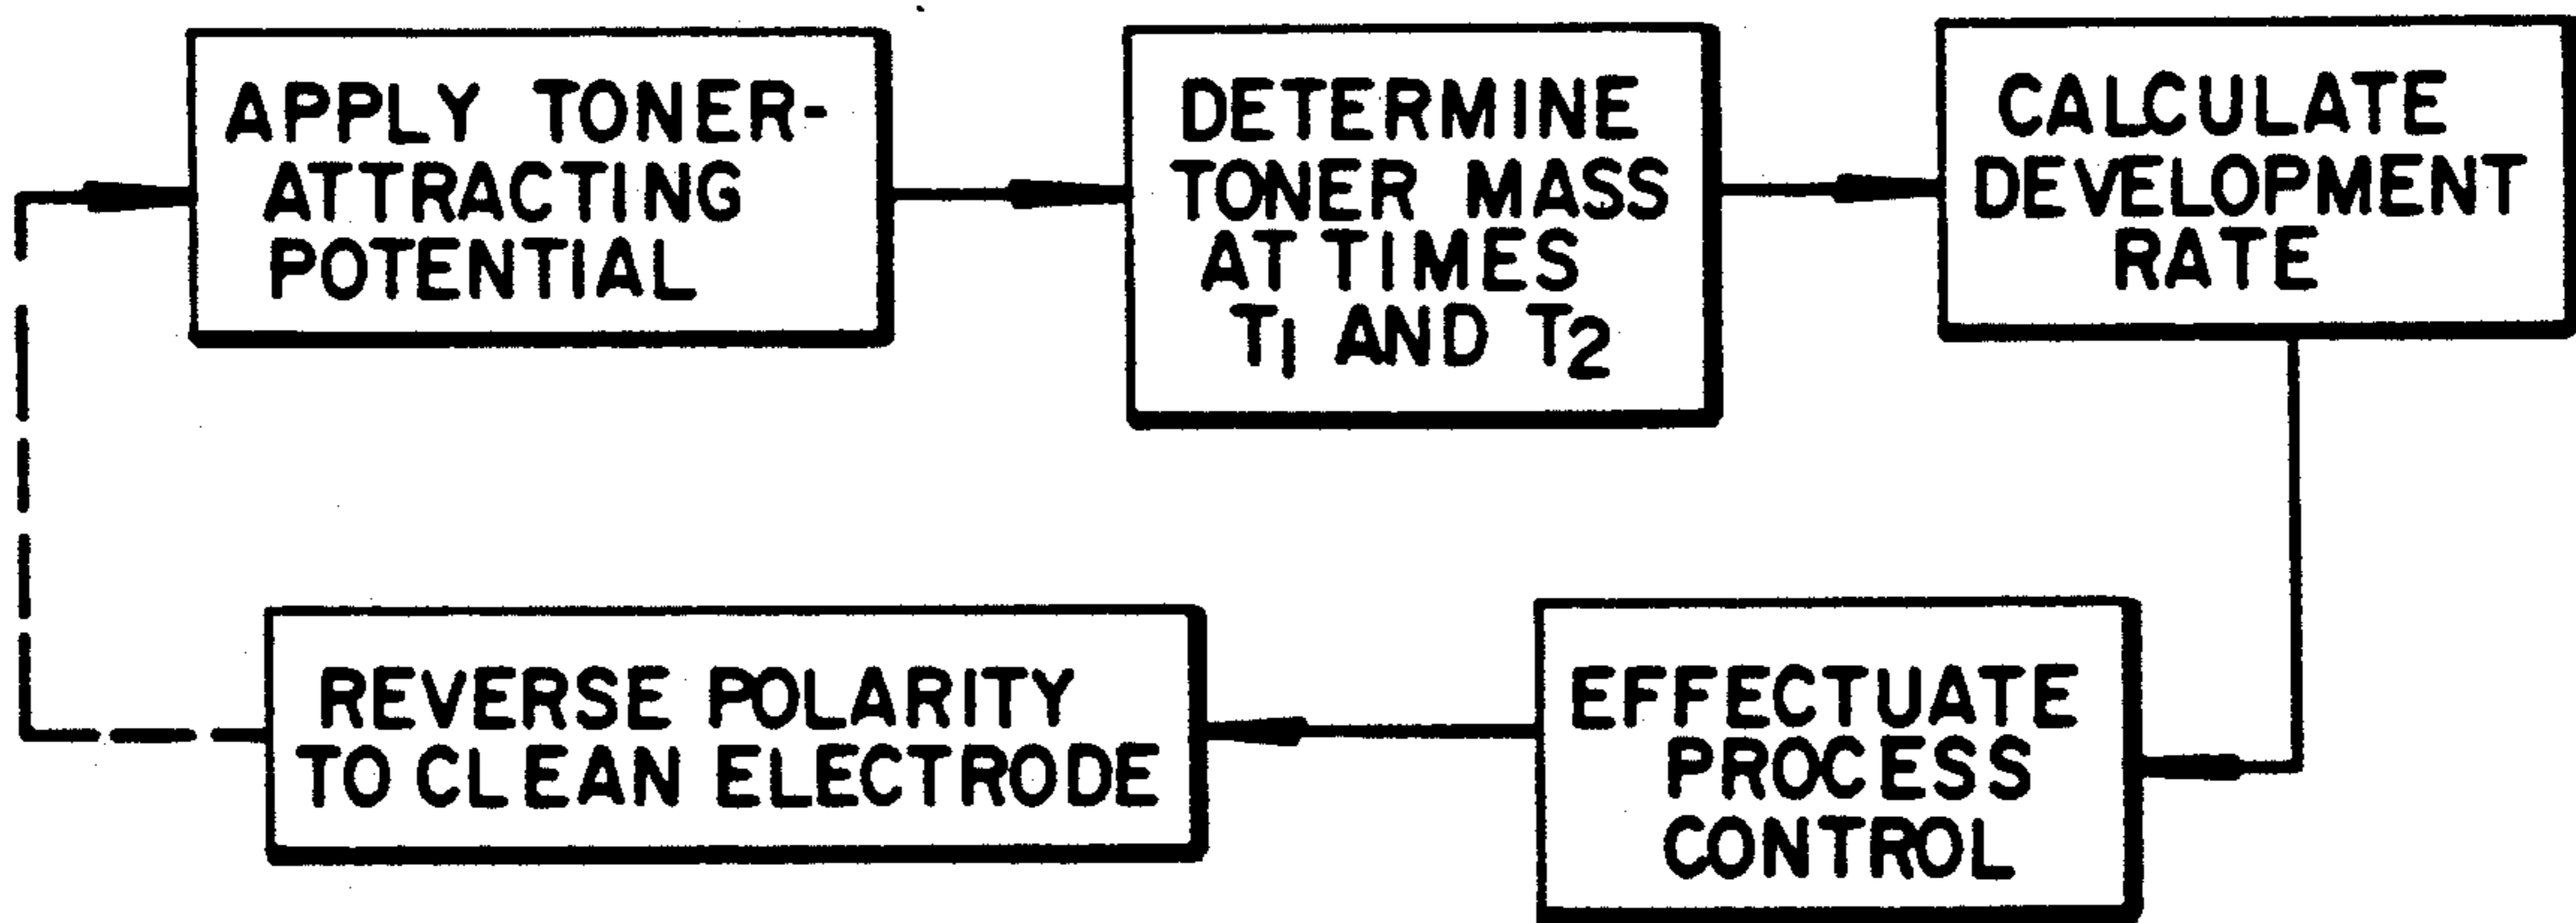 APPLY TONER-
ATTRACTING
POTENTIAL
DETERMINE
TONER MASS
AT TIMES
T1 AND T2
CALCULATE
DEVELOPMENT
RATE
EFFECTUATE
PROCESS
CONTROL
REVERSE POLARITY
TO CLEAN ELECTRODE